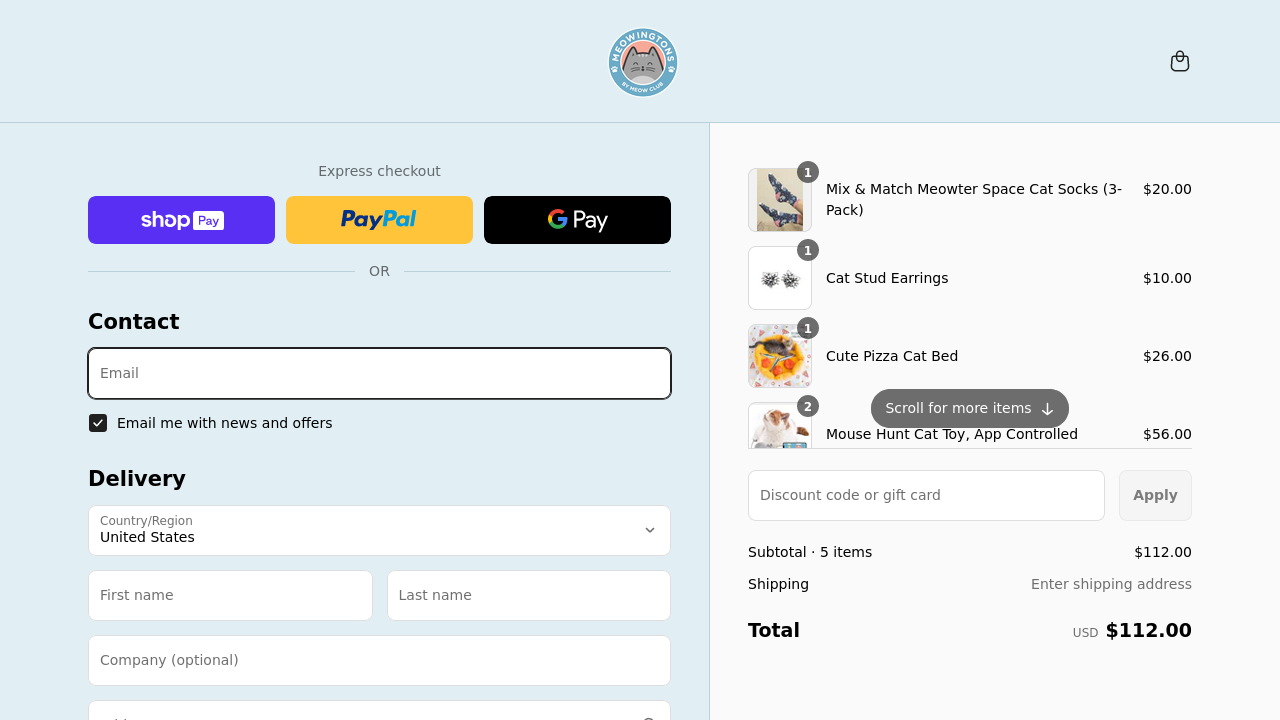 MEOWINGTONS
BY MEOW CLUB
Express checkout
shop Pay
PayPal
G Pay
OR
Contact
Email
Email me with news and offers
Delivery
Country/Region
United States
First name
Last name
Company (optional)
1
Mix & Match Meowter Space Cat Socks (3-
Pack)
$20.00
1
Cat Stud Earrings
$10.00
1
Cute Pizza Cat Bed
$26.00
Scroll for more items
2
Mouse Hunt Cat Toy, App Controlled
$56.00
Discount code or gift card
Apply
Subtotal · 5 items
$112.00
Shipping
Enter shipping address
Total
USD $112.00